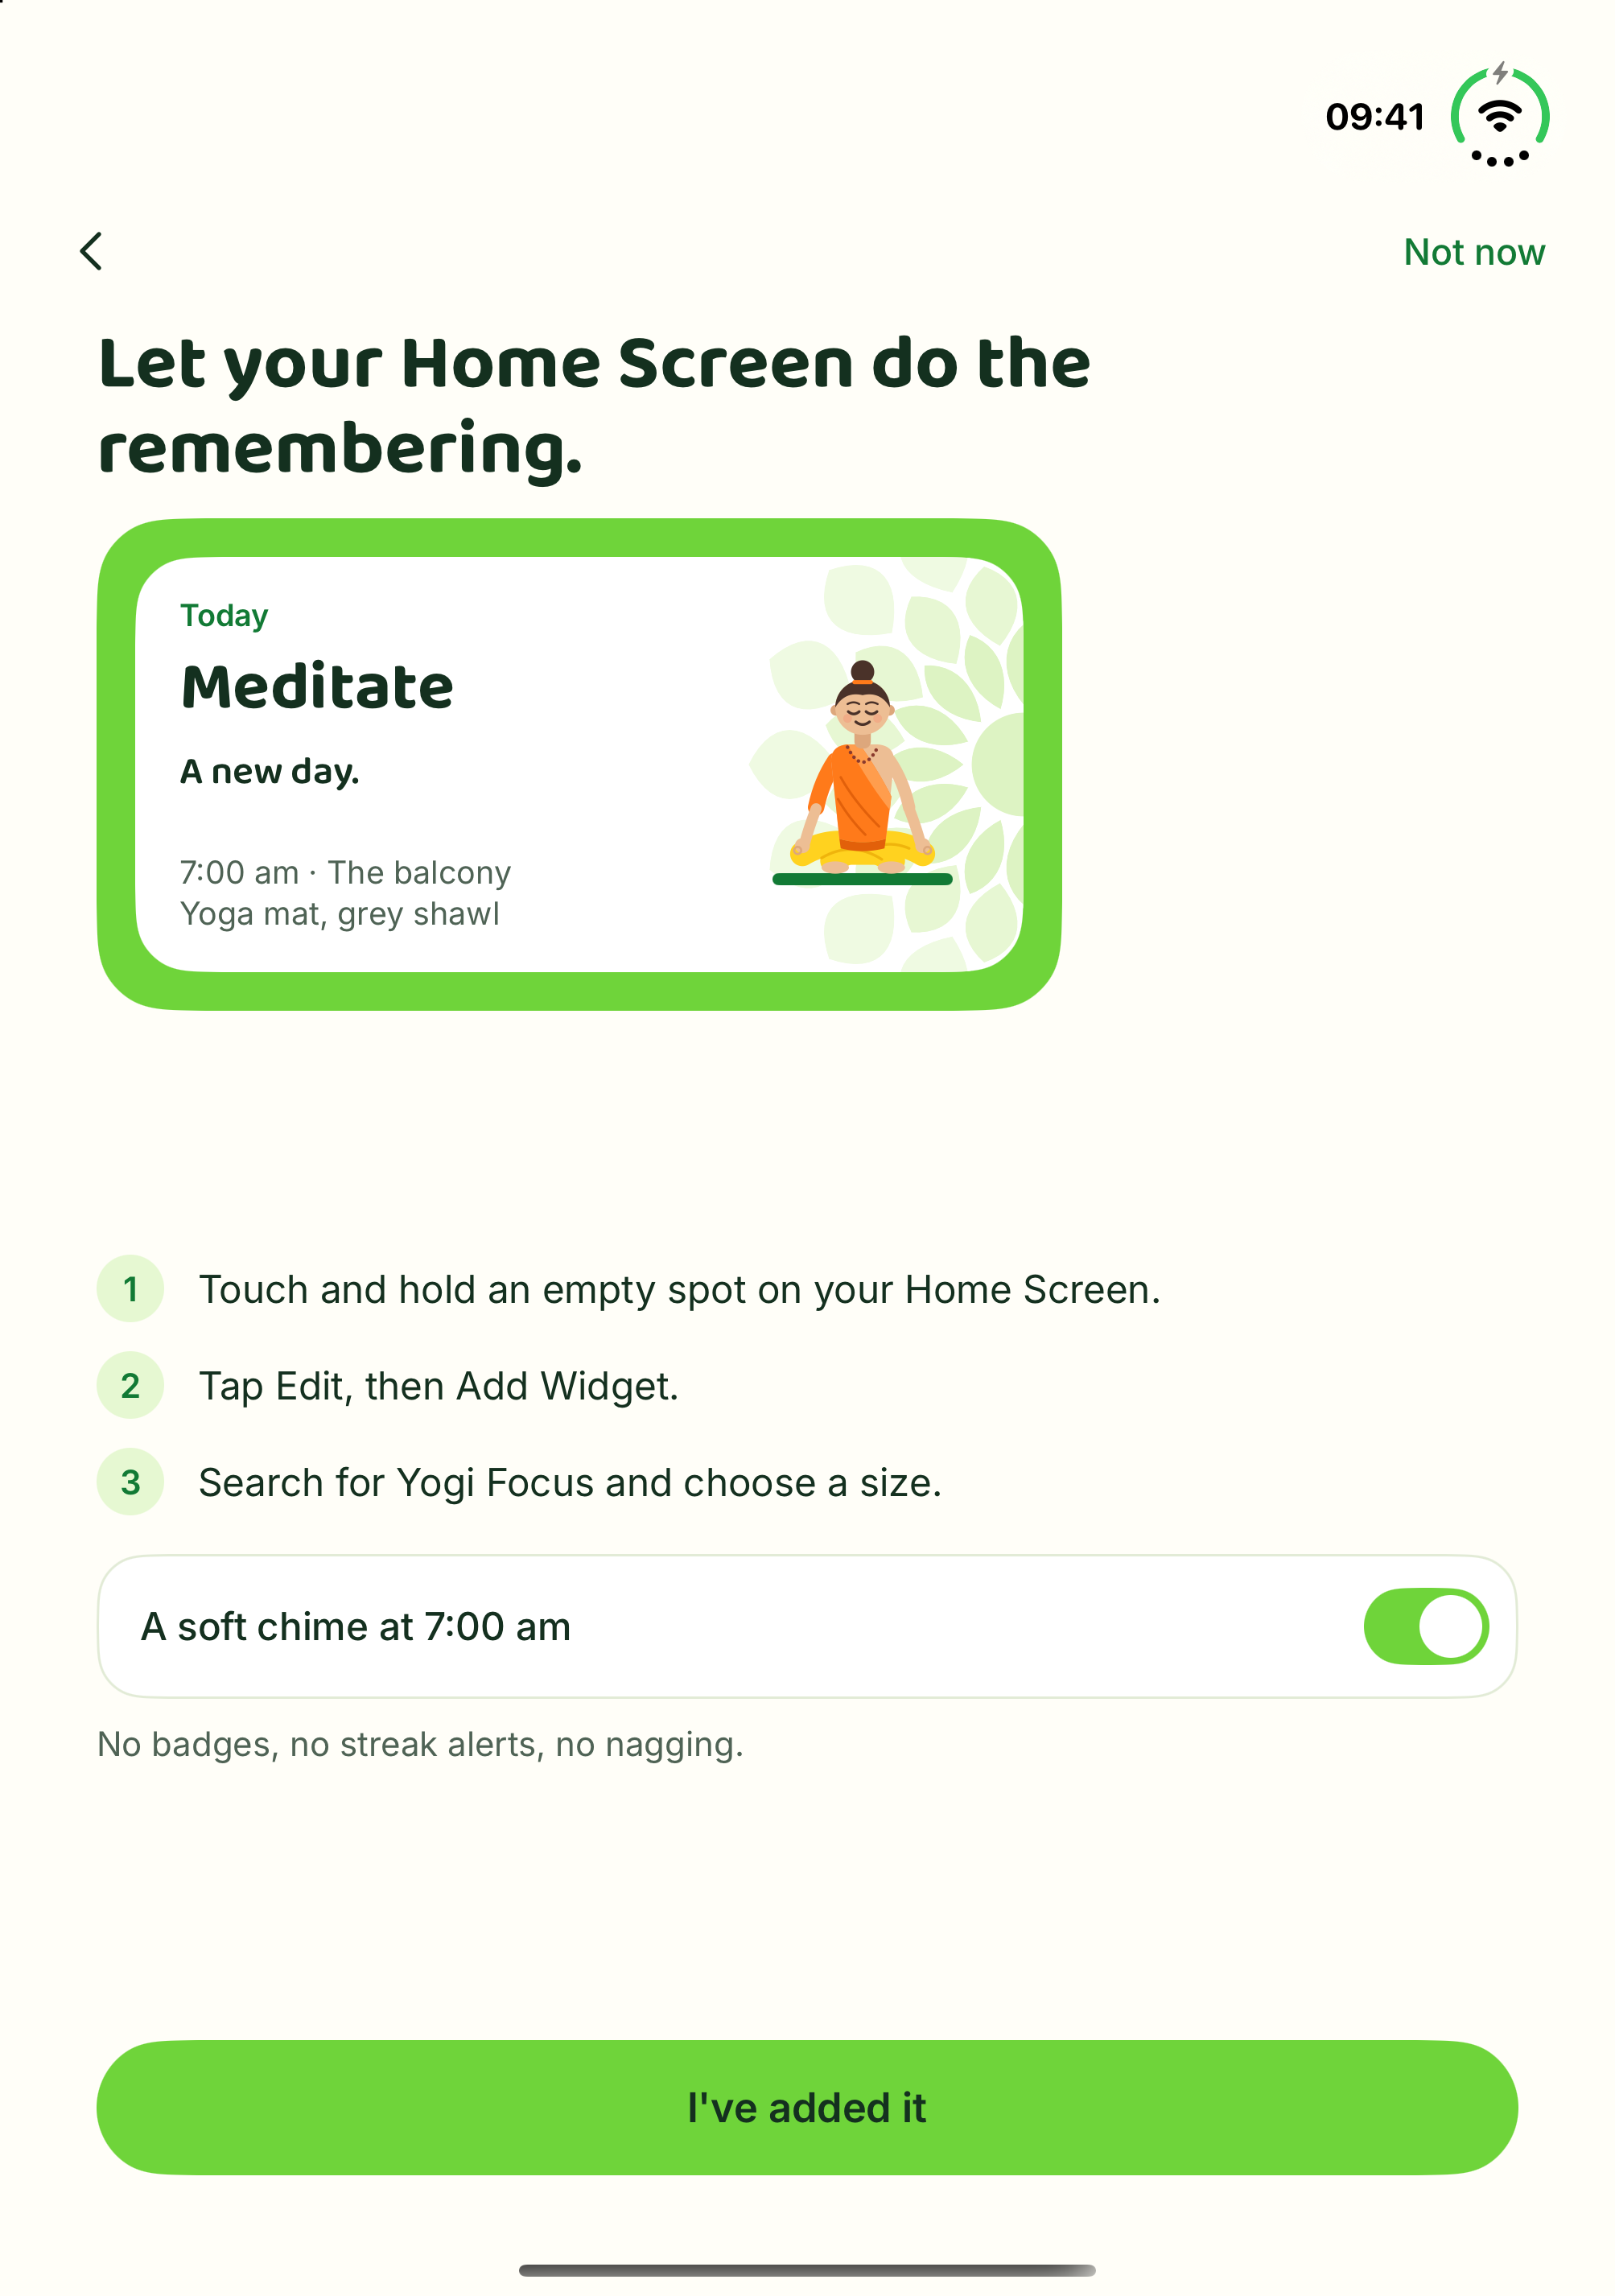 09:41
Not now
Let your Home Screen do the
remembering.
Today
Meditate
A new day.
7:00 am · The balcony
Yoga mat, grey shawl
1 Touch and hold an empty spot on your Home Screen.
2 Tap Edit, then Add Widget.
3 Search for Yogi Focus and choose a size.
A soft chime at 7:00 am
No badges, no streak alerts, no nagging.
I've added it